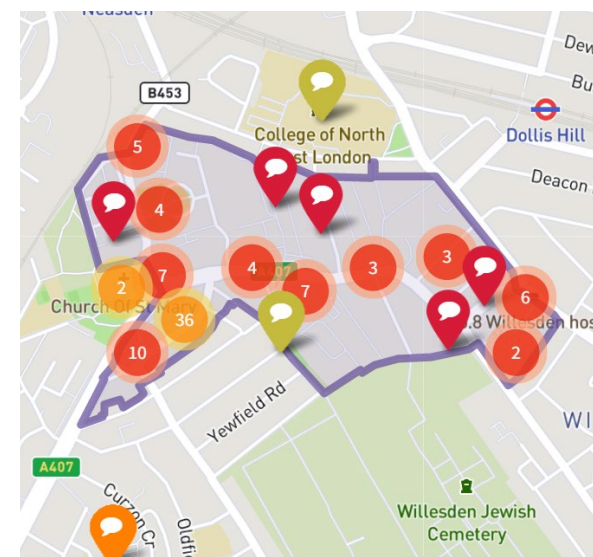 Neasden
B453
College of North
st London
Dollis Hill
5
4
7
2
Church Of St Mary
36
10
4
A407
7
3
3
6
.8 Willesden hos
2
Yewfield Rd
WI
A407
Curzon Cr
Oldfi
Willesden Jewish
Cemetery
Dew
Bu
Deacon